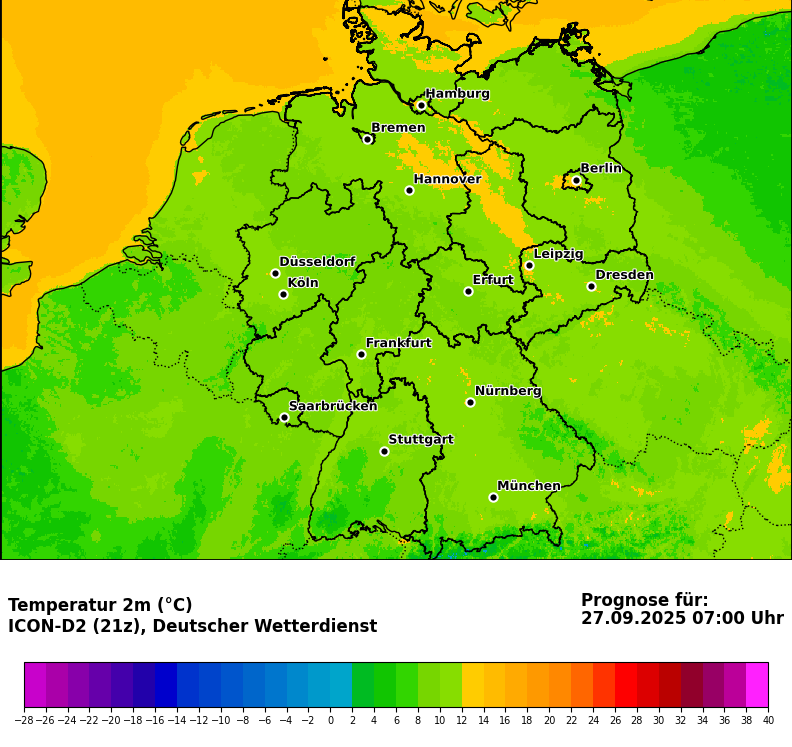 Hamburg
Bremen
Berlin
Hannover
Leipzig
Düsseldorf
Dresden
Köln
Erfurt
Frankfurt
Nürnberg
Saarbrücken
Stuttgart
München
Temperatur 2m (°C)
ICON-D2 (21z), Deutscher Wetterdienst
Prognose für:
27.09.2025 07:00 Uhr
−28 −26 −24 −22 −20 −18 −16 −14 −12 −10 −8 −6 −4 −2 0 2 4 6 8 10 12 14 16 18 20 22 24 26 28 30 32 34 36 38 40